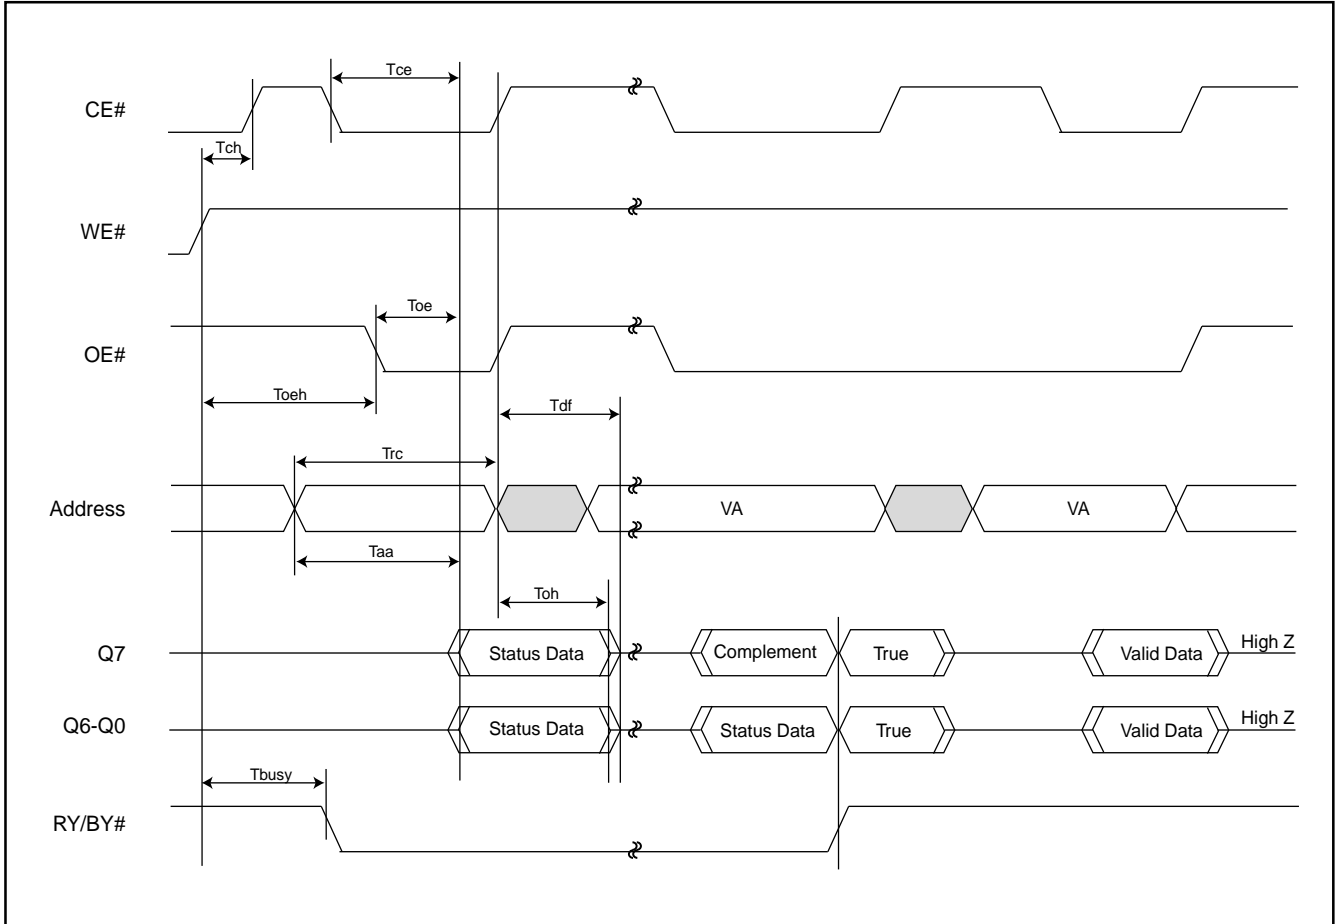 Tce
CE#
Tch
WE#
Toe
OE#
Toeh
Tdf
Trc
Address
VA
VA
Taa
Toh
Q7
Status Data
Complement
True
Valid Data
High Z
Q6-Q0
Status Data
Status Data
True
Valid Data
High Z
Tbusy
RY/BY#